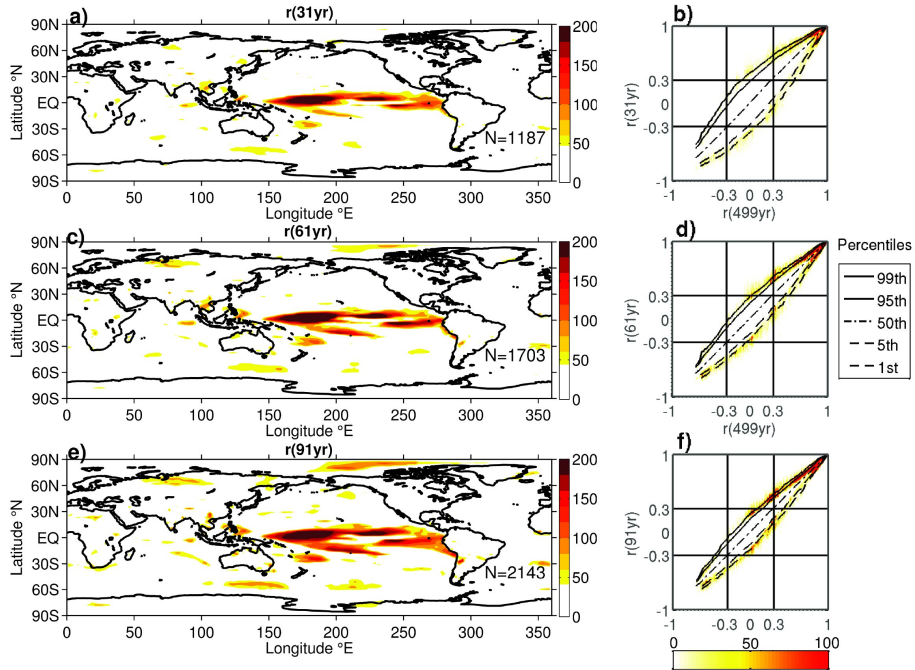 a)
r(31yr)
90N
60N
30N
EQ
30S
60S
90S
Latitude °N
0 50 100 150 200 250 300 350
Longitude °E
N=1187
200
150
100
50
0
b)
1
0.3
0
-0.3
-1
r(31yr)
-1 -0.3 0 0.3 1
r(499yr)
c)
r(61yr)
90N
60N
30N
EQ
30S
60S
90S
Latitude °N
0 50 100 150 200 250 300 350
Longitude °E
N=1703
200
150
100
50
0
d)
1
0.3
0
-0.3
-1
r(61yr)
-1 -0.3 0 0.3 1
r(499yr)
Percentiles
99th
95th
50th
5th
1st
e)
r(91yr)
90N
60N
30N
EQ
30S
60S
90S
Latitude °N
0 50 100 150 200 250 300 350
Longitude °E
N=2143
200
150
100
50
0
f)
1
0.3
0
-0.3
-1
r(91yr)
-1 -0.3 0 0.3 1
r(499yr)
0 50 100